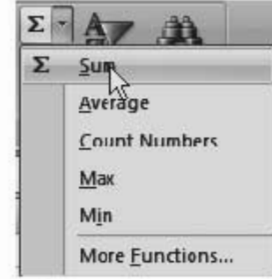 Σ
Σ Sum
Average
Count Numbers
Max
Min
More Functions...